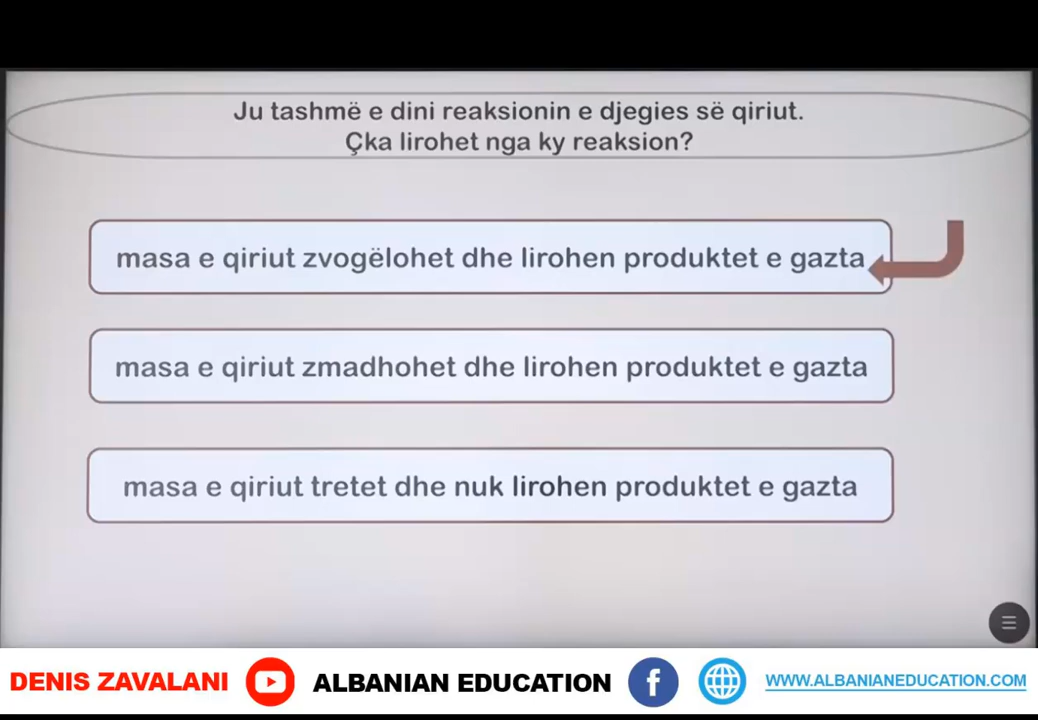 Ju tashmë e dini reaksionin e djegies së qiriut.
Çka lirohet nga ky reaksion?
masa e qiriut zvogëlohet dhe lirohen produktet e gazta
masa e qiriut zmadhohet dhe lirohen produktet e gazta
masa e qiriut tretet dhe nuk lirohen produktet e gazta
DENIS ZAVALANI ALBANIAN EDUCATION WWW.ALBANIANEDUCATION.COM